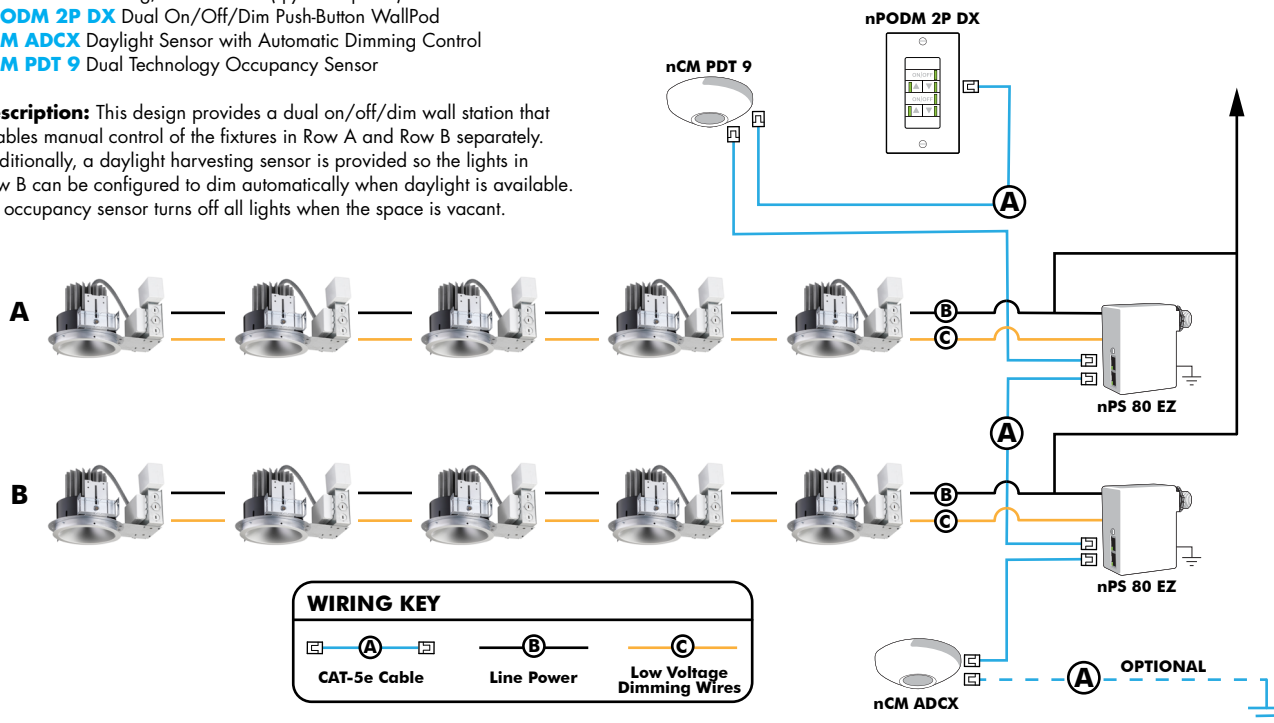 ODM 2P DX Dual On/Off/Dim Push-Button WallPod
M ADCX Daylight Sensor with Automatic Dimming Control
M PDT 9 Dual Technology Occupancy Sensor
scription: This design provides a dual on/off/dim wall station that
ables manual control of the fixtures in Row A and Row B separately.
ditionally, a daylight harvesting sensor is provided so the lights in
w B can be configured to dim automatically when daylight is available.
occupancy sensor turns off all lights when the space is vacant.
nPODM 2P DX
nCM PDT 9
ON/OFF
ON/OFF
A
A
B
C
nPS 80 EZ
A
B
B
C
nPS 80 EZ
WIRING KEY
A
B
C
CAT-5e Cable
Line Power
Low Voltage
Dimming Wires
nCM ADCX
A
OPTIONAL